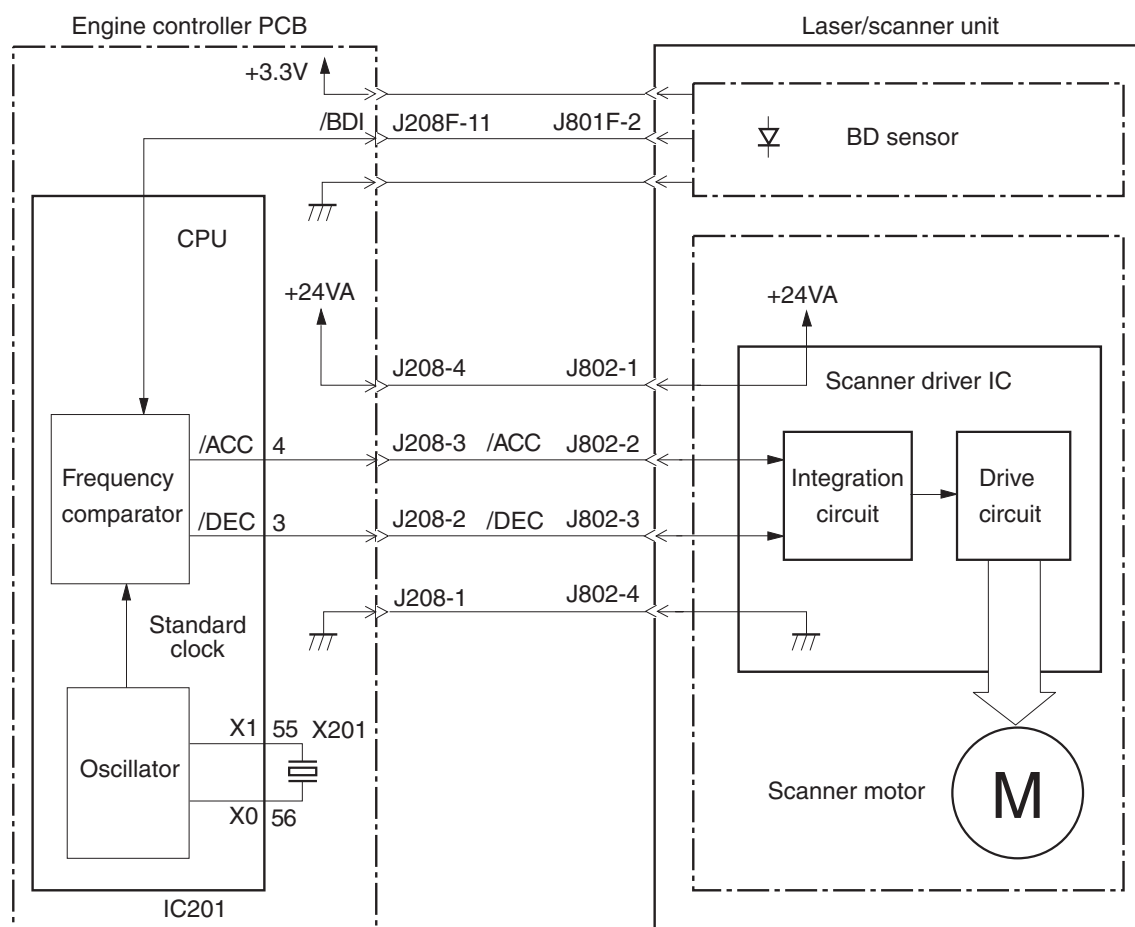 Engine controller PCB
Laser/scanner unit
+3.3V
/BDI
J208F-11
J801F-2
BD sensor
CPU
+24VA
+24VA
J208-4
J802-1
Scanner driver IC
/ACC
4
J208-3
/ACC
J802-2
Frequency
comparator
Integration
circuit
Drive
circuit
/DEC
3
J208-2
/DEC
J802-3
J208-1
J802-4
Standard
clock
X1
55
X201
Oscillator
X0
56
Scanner motor
M
IC201